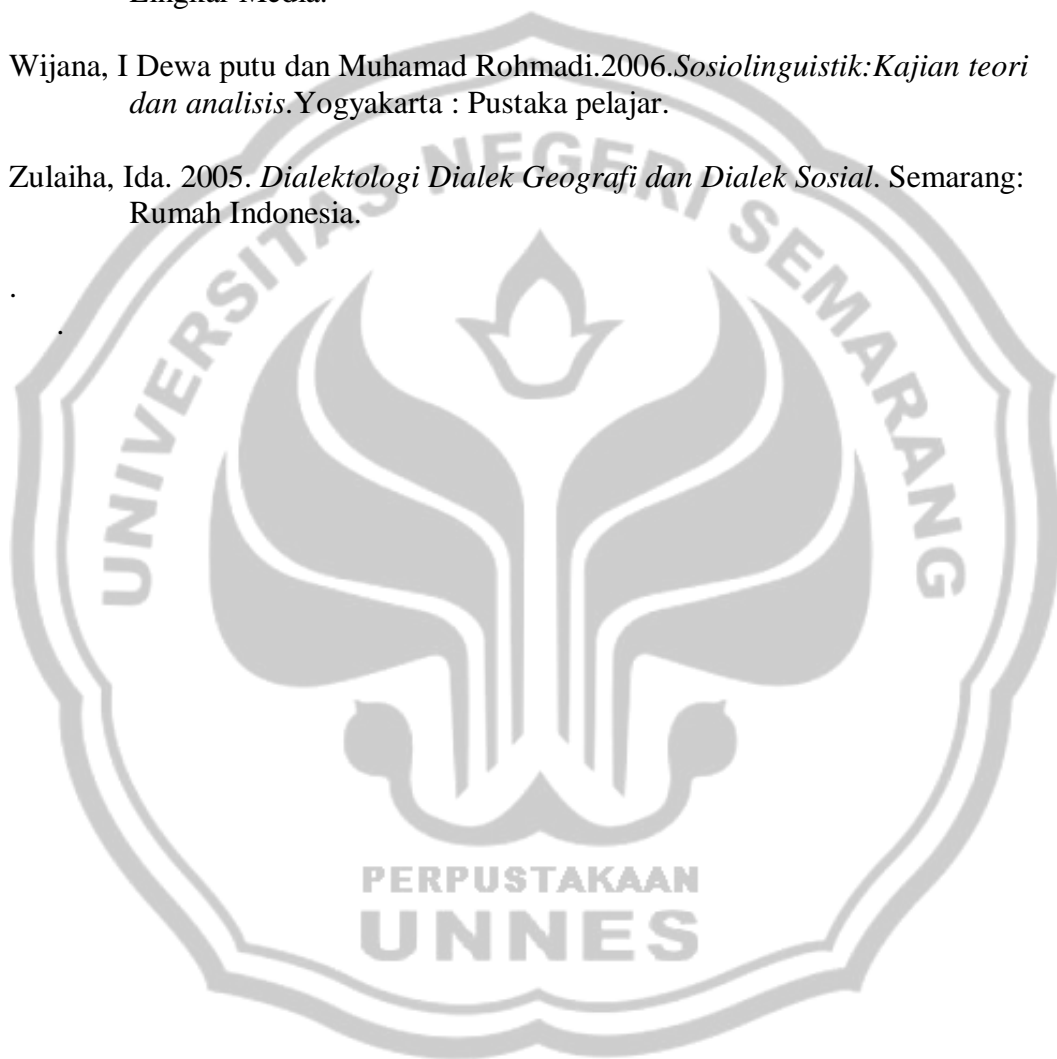 Lingkar Media.
Wijana, I Dewa putu dan Muhamad Rohmadi.2006.Sosiolinguistik:Kajian teori
dan analisis.Yogyakarta : Pustaka pelajar.
Zulaiha, Ida. 2005. Dialektologi Dialek Geografi dan Dialek Sosial. Semarang:
Rumah Indonesia.
.
.
UNIVERSITAS NEGERI SEMARANG
PERPUSTAKAAN
UNNES